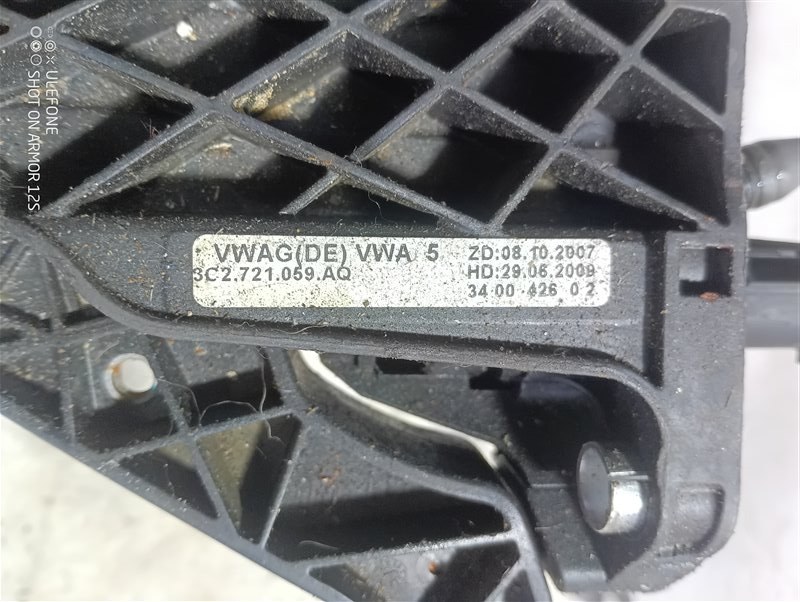 VWAG(DE) VWA 5
3C2.721.059.AQ
ZD:08.10.2007
HD:29.06.2009
34 00 426 0 2
ULEFONE
SHOT ON ARMOR 12S